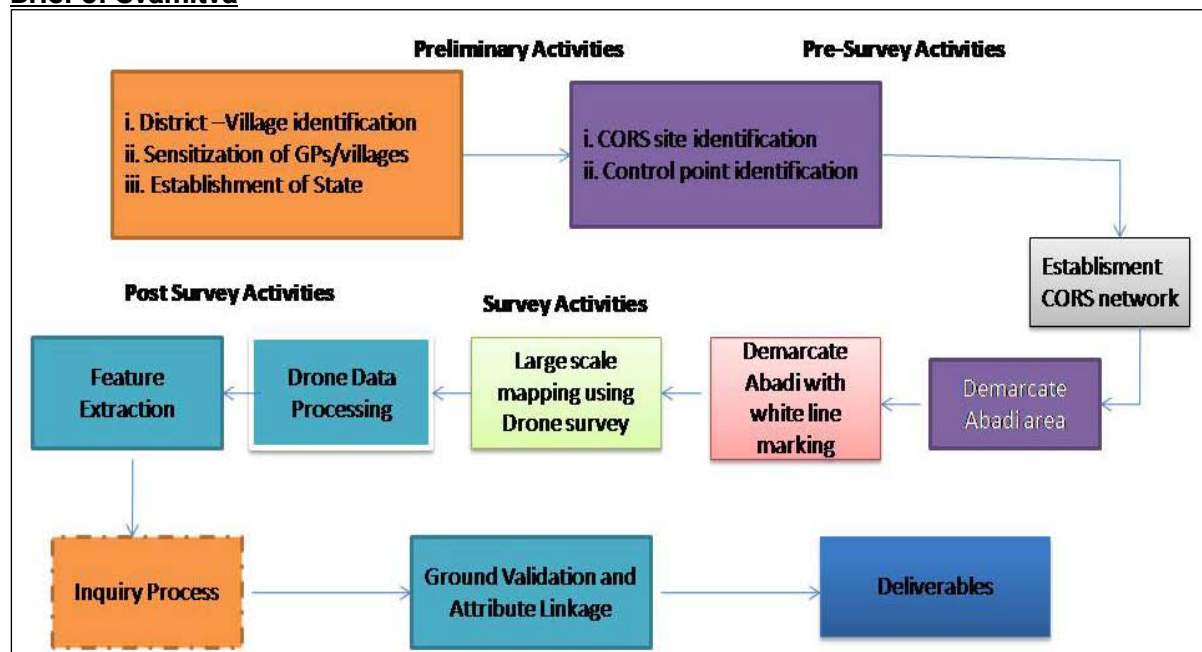 Preliminary Activities
Pre-Survey Activities
i. District –Village identification
ii. Sensitization of GPs/villages
iii. Establishment of State
i. CORS site identification
ii. Control point identification
Establisment
CORS network
Post Survey Activities
Survey Activities
Feature
Extraction
Drone Data
Processing
Large scale
mapping using
Drone survey
Demarcate
Abadi with
white line
marking
Demarcate
Abadi area
Inquiry Process
Ground Validation and
Attribute Linkage
Deliverables